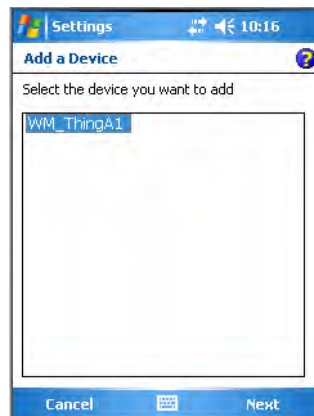 Settings 10:16
Add a Device
Select the device you want to add
WM_ThingA1
Cancel Next